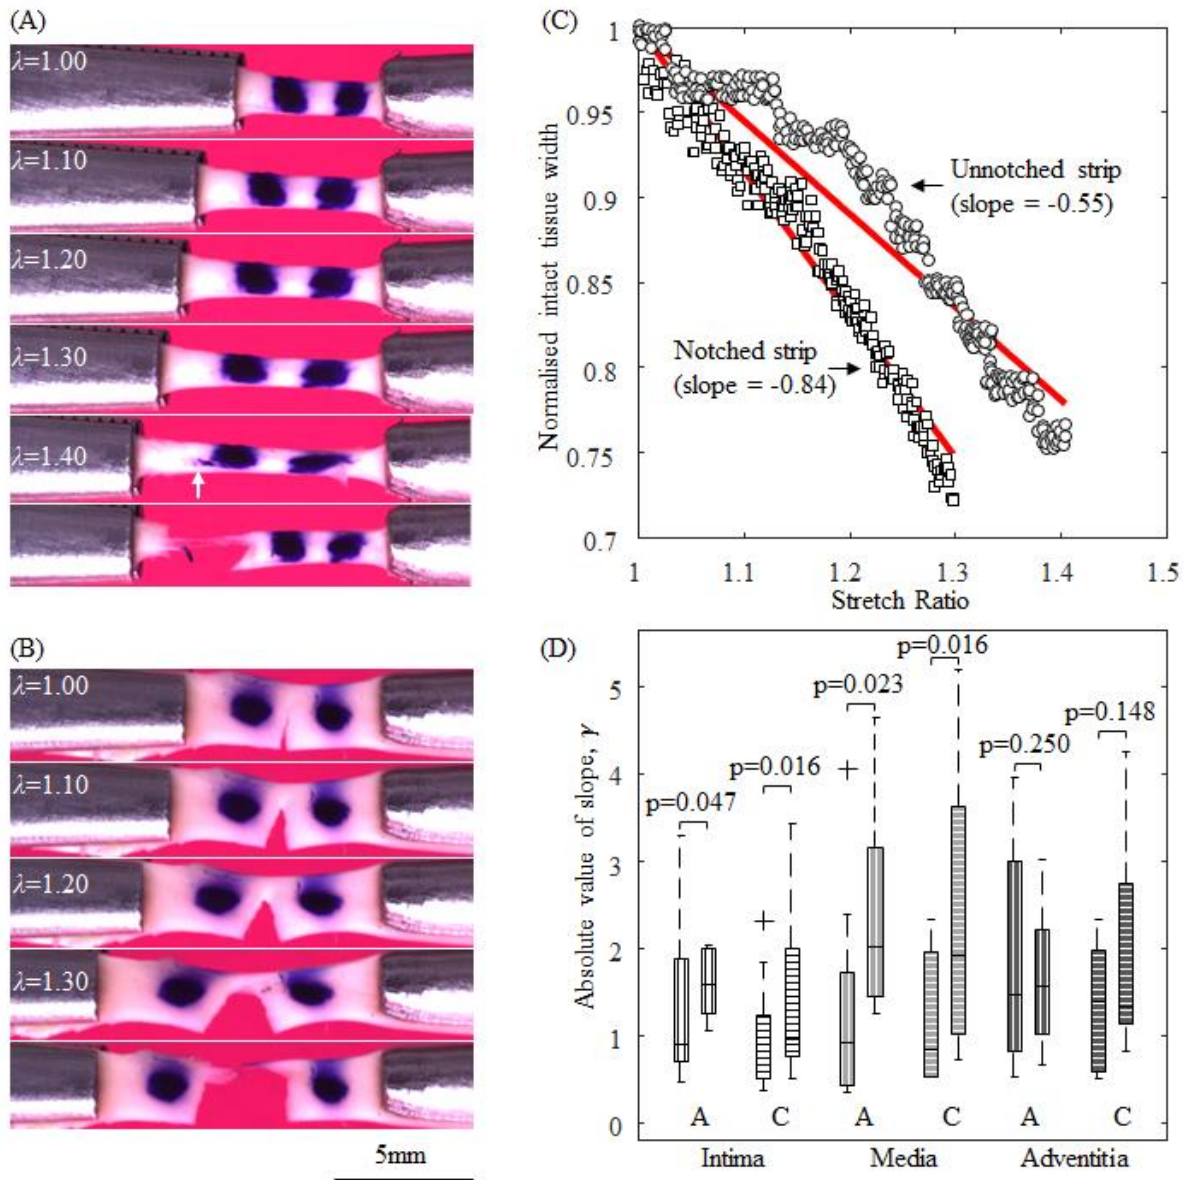 (A)
λ=1.00
λ=1.10
λ=1.20
λ=1.30
λ=1.40
(B)
λ=1.00
λ=1.10
λ=1.20
λ=1.30
5mm
(C)
1
0.95
0.9
0.85
0.8
0.75
0.7
Normalised intact tissue width
Unnotched strip
(slope = -0.55)
Notched strip
(slope = -0.84)
1 1.1 1.2 1.3 1.4 1.5
Stretch Ratio
(D)
5
4
3
2
1
0
Absolute value of slope, γ
p=0.047
p=0.016
p=0.023
p=0.016
p=0.250
p=0.148
A C A C A C
Intima Media Adventitia